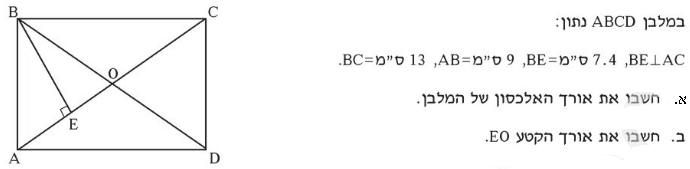 במלבן ABCD נתון:
BE⊥AC, ‏BE=7.4 ס"מ, ‏AB=9 ס"מ, ‏BC=13 ס"מ.
א. חשבו את אורך האלכסון של המלבן.
ב. חשבו את אורך הקטע EO.
B
C
O
E
A
D